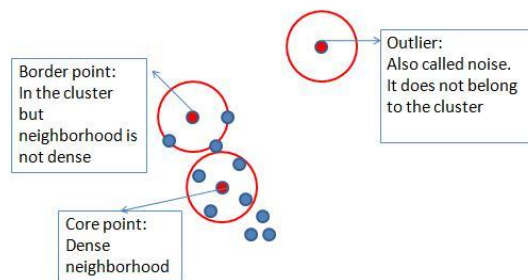 Border point:
In the cluster
but
neighborhood is
not dense
Outlier:
Also called noise.
It does not belong
to the cluster
Core point:
Dense
neighborhood